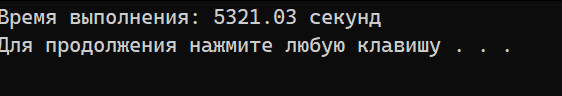 Время выполнения: 5321.03 секунд
Для продолжения нажмите любую клавишу . . .